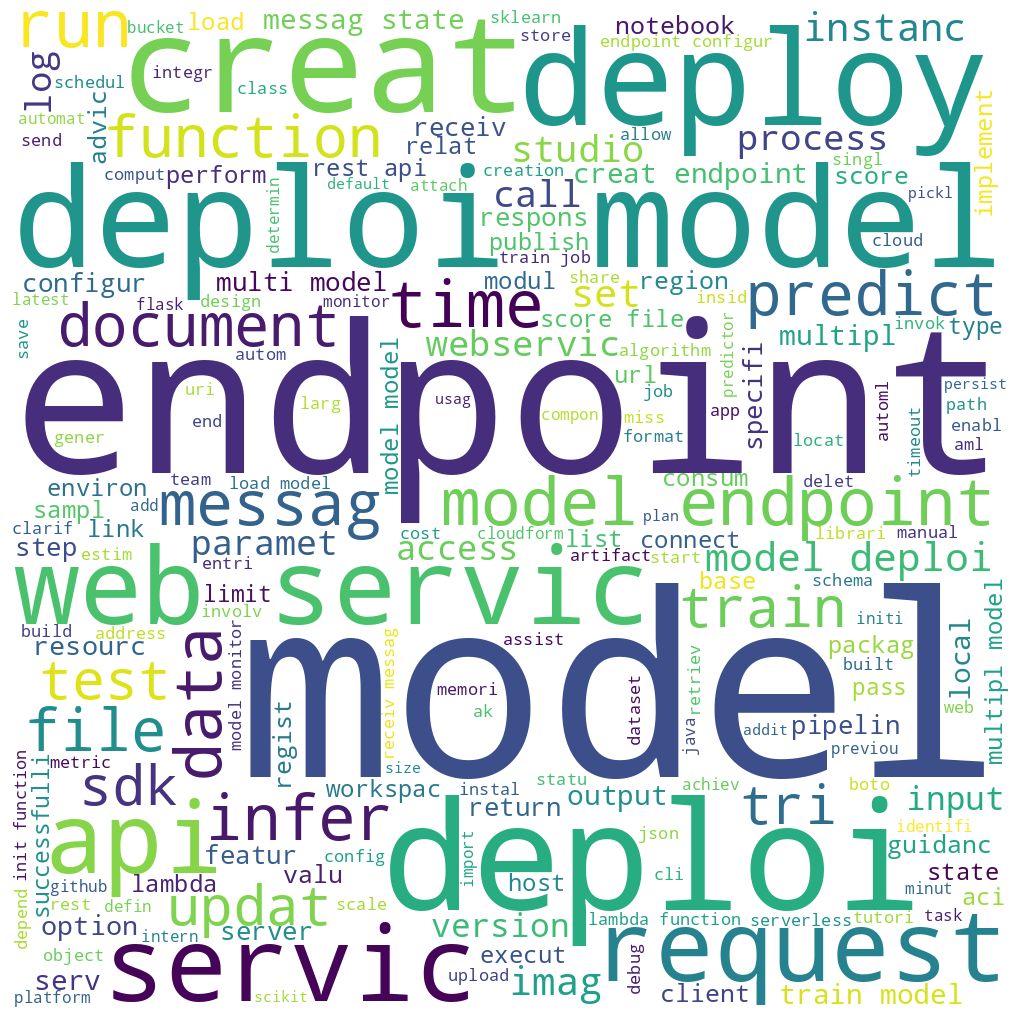 run
bucket
load
messag state
sklearn
store
notebook
endpoint configur
instanc
creat
deploy
log
schedul
integr
class
automat
send
advic
function
receiv
relat
allow
process
singl
implement
comput
perform
rest api
default
attach
studio
creation
creat endpoint
score
pickl
determin
call
respons
publish
train job
cloud
deploi model
configur
multi model
modul
share
region
predict
latest
flask
design
monitor
time
set
insid
save
document
autom
score file
webservic
algorithm
predictor
specifi
multipl
invok
type
uri
larg
usag
url
job
automl
persist
path
enabl
aml
gener
end
model model
compon
miss
format
app
locat
timeout
endpoint
team
load model
consum
delet
environ
sampl
add
messag
model endpoint
clarif
link
cost
cloudform
plan
librari
manual
step
estim
paramet
access
list
connect
artifact
start
model deploi
entri
limit
base
schema
web servic
involv
train
initi
build
address
assist
packag
resourc
built
local
multipl model
data
model monitor
receiv messag
memori
ak
dataset
java
retriev
pass
web
test
regist
addit
pipelin
previou
file
model
metric
size
statu
achiev
boto
sdk
workspac
instal
output
input
init function
successfulli
infer
return
tri
identifi
api
deploi
json
guidanc
featur
config
import
github
lambda
valu
host
cli
minut
state
aci
depend
rest
defin
updat
scale
lambda function
serverless
tutori
task
option
intern
server
version
object
servic
execut
debug
request
serv
upload
imag
platform
scikit
client
train model